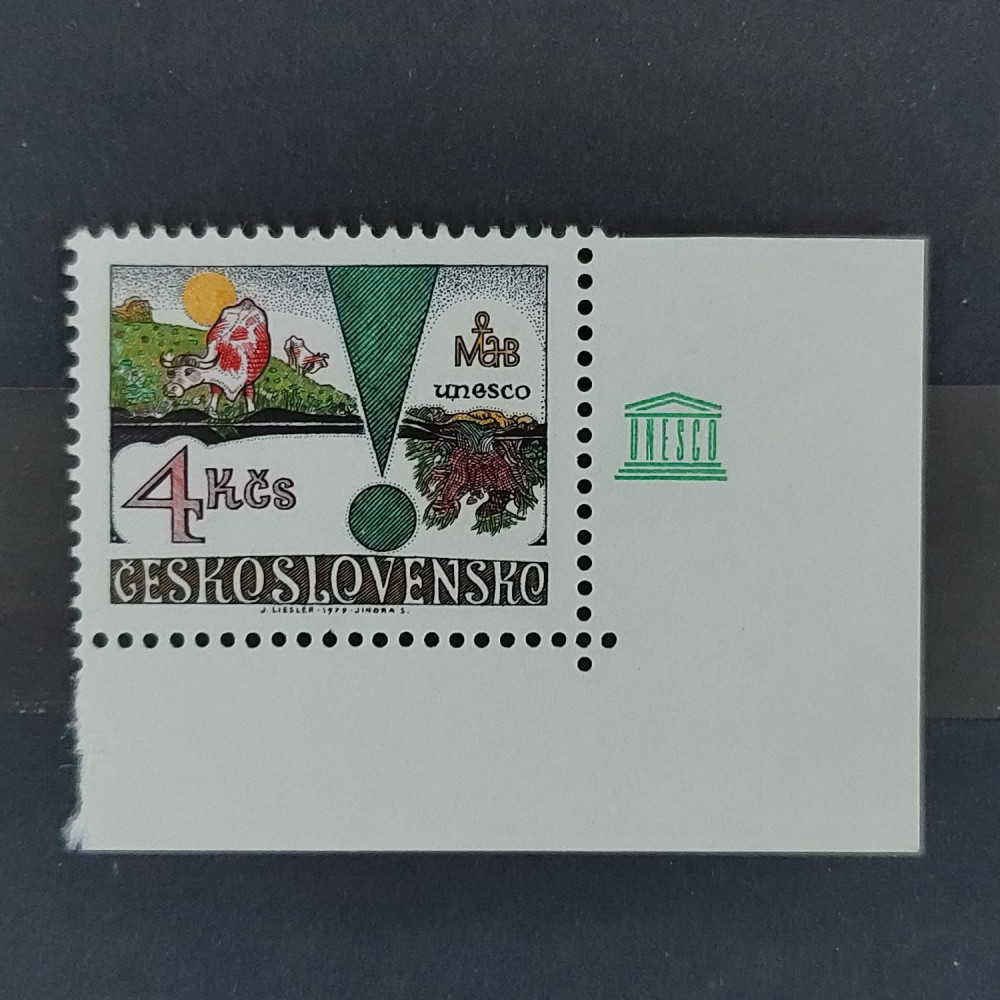 MaB
unesco
UNESCO
4 Kčs
ČESKOSLOVENSKO
J. LIESLER · 1979 · JINDRA S.